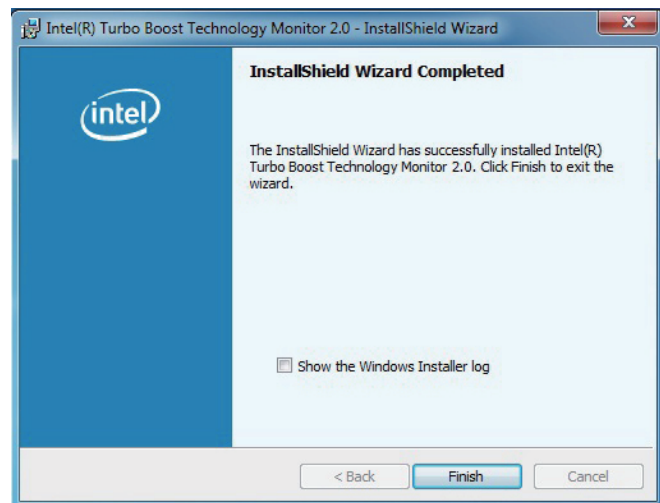 Intel(R) Turbo Boost Technology Monitor 2.0 - InstallShield Wizard
InstallShield Wizard Completed
intel
The InstallShield Wizard has successfully installed Intel(R)
Turbo Boost Technology Monitor 2.0. Click Finish to exit the
wizard.
Show the Windows Installer log
< Back Finish Cancel